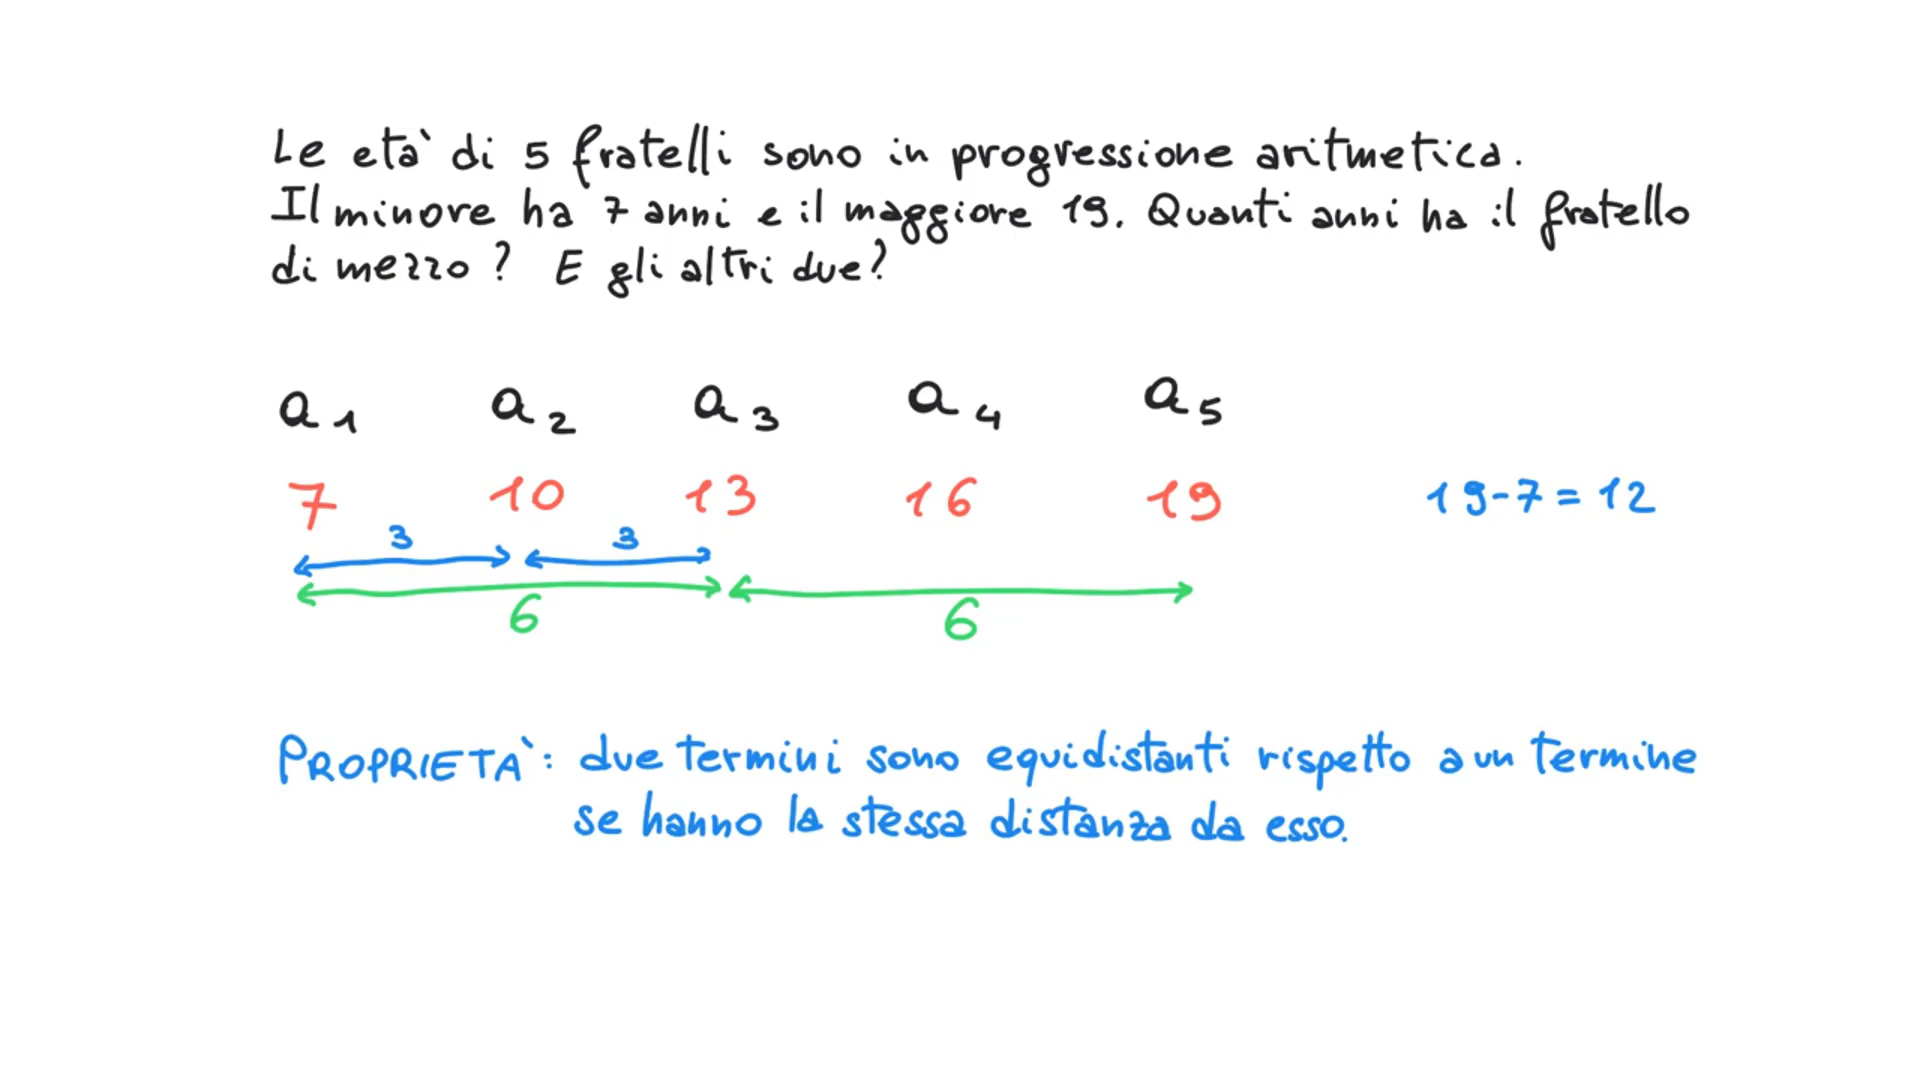 Le età di 5 fratelli sono in progressione aritmetica.
Il minore ha 7 anni e il maggiore 19. Quanti anni ha il fratello
di mezzo? E gli altri due?
a1 a2 a3 a4 a5
7 10 13 16 19 19-7=12
3 3
6 6
PROPRIETÀ: due termini sono equidistanti rispetto a un termine
se hanno la stessa distanza da esso.